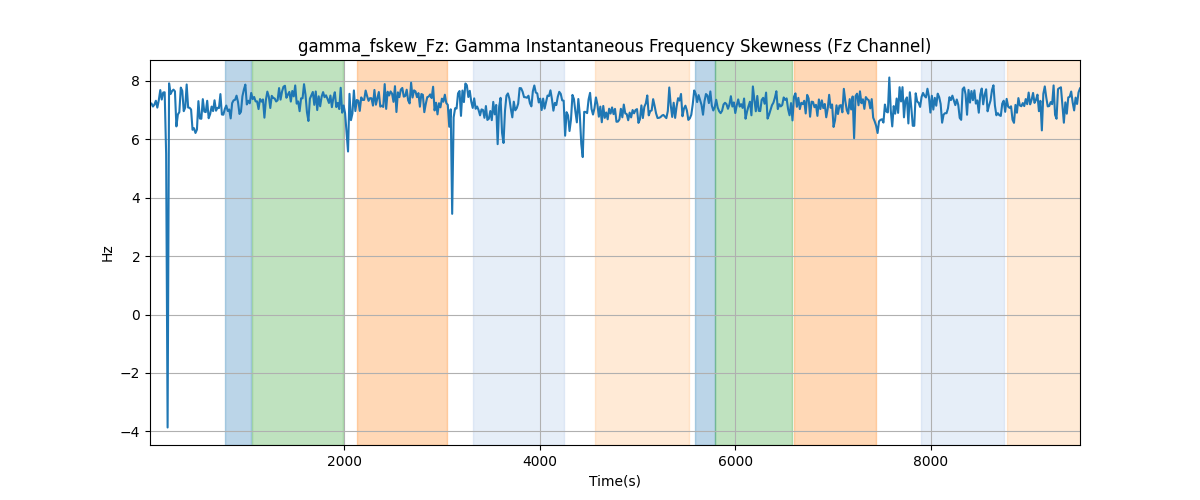 gamma_fskew_Fz: Gamma Instantaneous Frequency Skewness (Fz Channel)
8
6
4
2
0
−2
−4
Hz
2000 4000 6000 8000
Time(s)